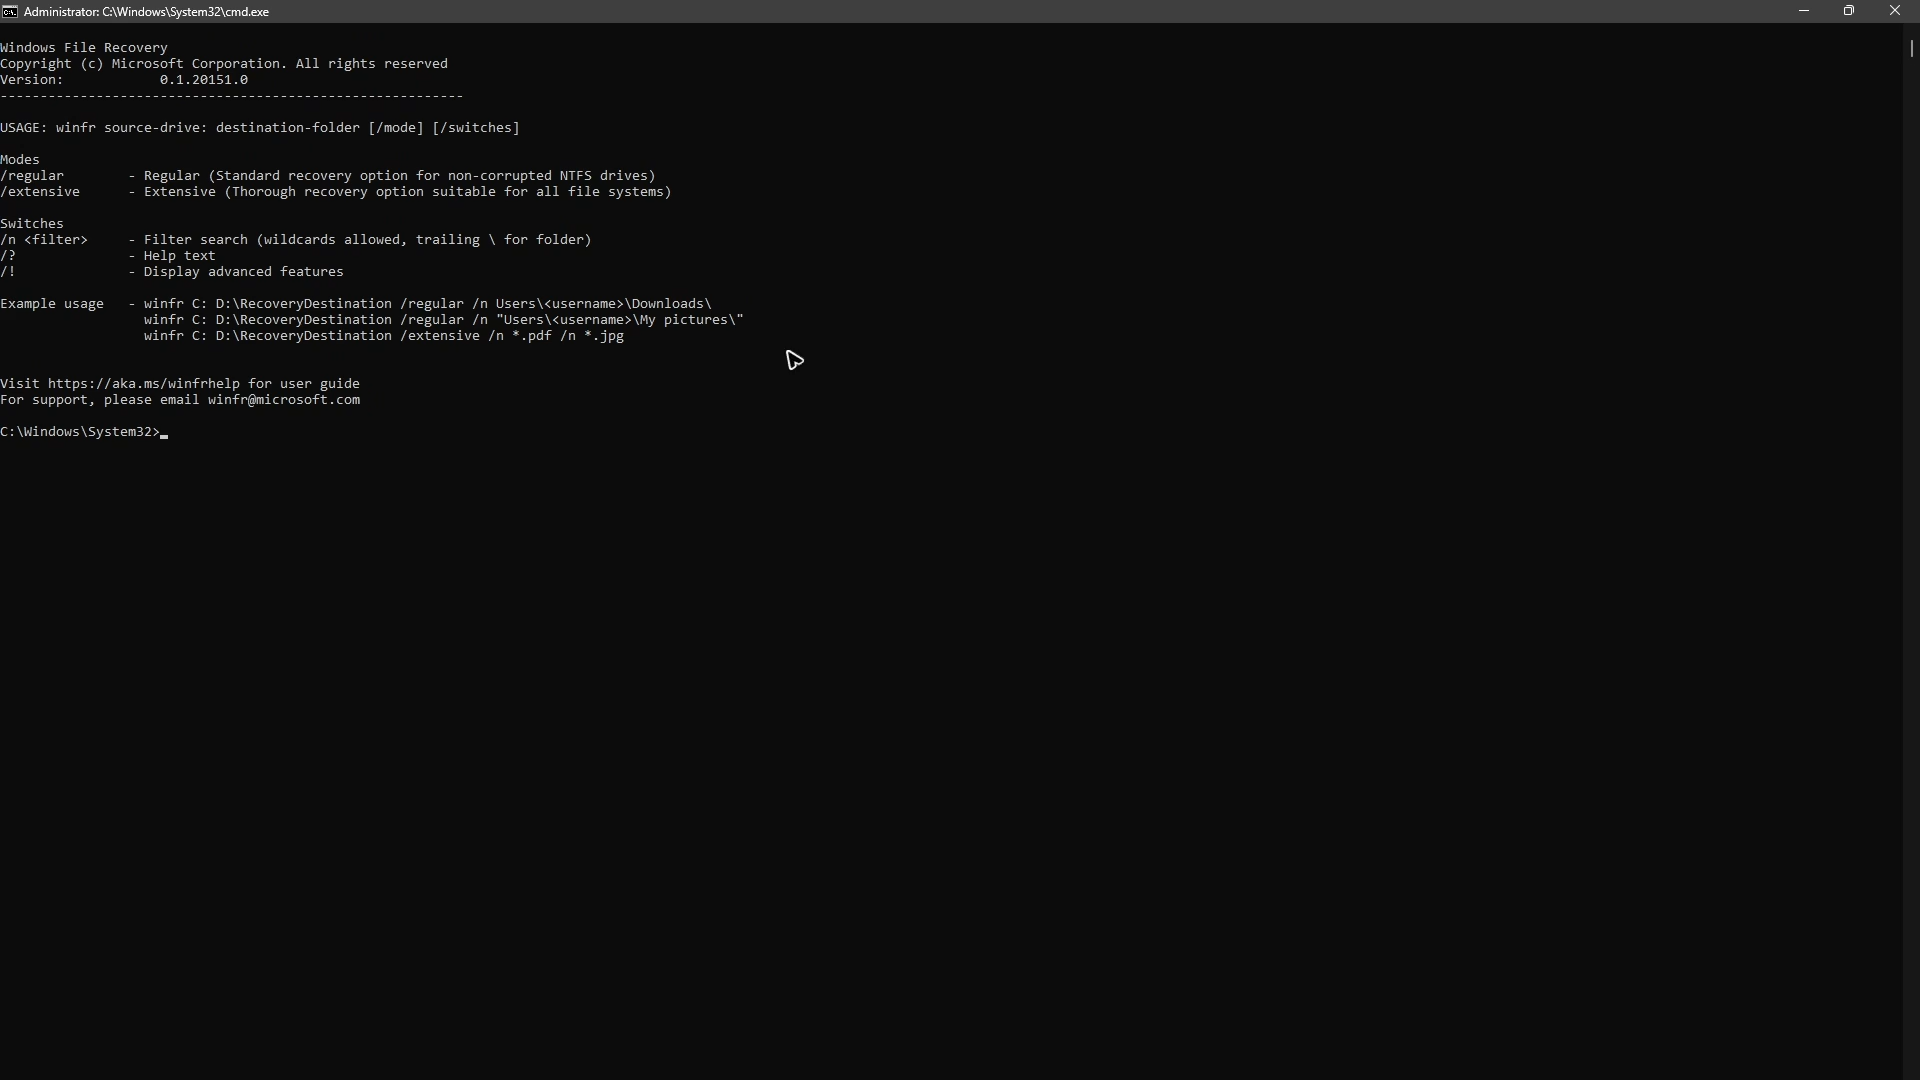 Administrator: C:\Windows\System32\cmd.exe
Windows File Recovery
Copyright (c) Microsoft Corporation. All rights reserved
Version:            0.1.20151.0
----------------------------------------------------------
USAGE: winfr source-drive: destination-folder [/mode] [/switches]
Modes
/regular        - Regular (Standard recovery option for non-corrupted NTFS drives)
/extensive      - Extensive (Thorough recovery option suitable for all file systems)
Switches
/n <filter>     - Filter search (wildcards allowed, trailing \ for folder)
/?              - Help text
/!              - Display advanced features
Example usage   - winfr C: D:\RecoveryDestination /regular /n Users\<username>\Downloads\
                  winfr C: D:\RecoveryDestination /regular /n "Users\<username>\My pictures\"
                  winfr C: D:\RecoveryDestination /extensive /n *.pdf /n *.jpg
Visit https://aka.ms/winfrhelp for user guide
For support, please email winfr@microsoft.com
C:\Windows\System32>_